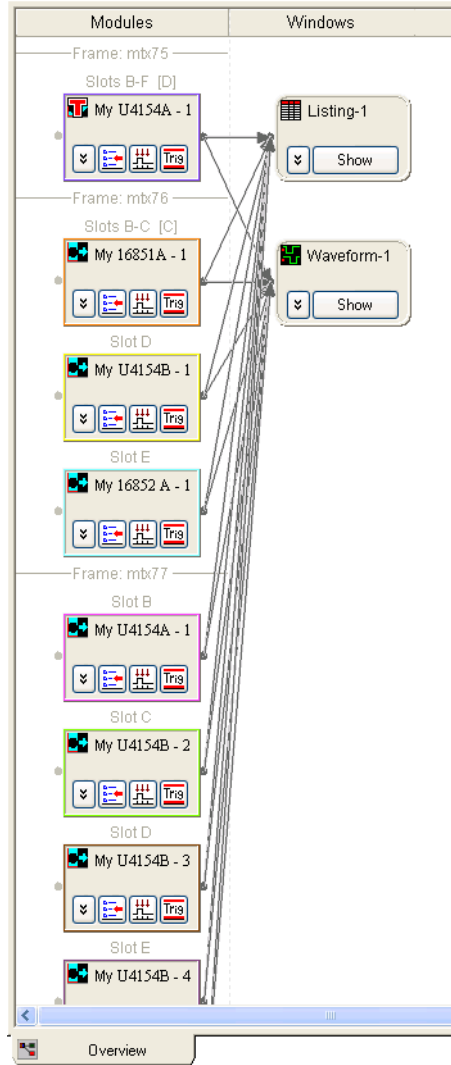 Modules Windows
Frame: mtx75
Slots B-F [D]
My U4154A - 1
Trig
Listing-1
Show
Frame: mtx76
Slots B-C [C]
My 16851A - 1
Trig
Waveform-1
Show
Slot D
My U4154B - 1
Trig
Slot E
My 16852 A - 1
Trig
Frame: mtx77
Slot B
My U4154A - 1
Trig
Slot C
My U4154B - 2
Trig
Slot D
My U4154B - 3
Trig
Slot E
My U4154B - 4
Overview